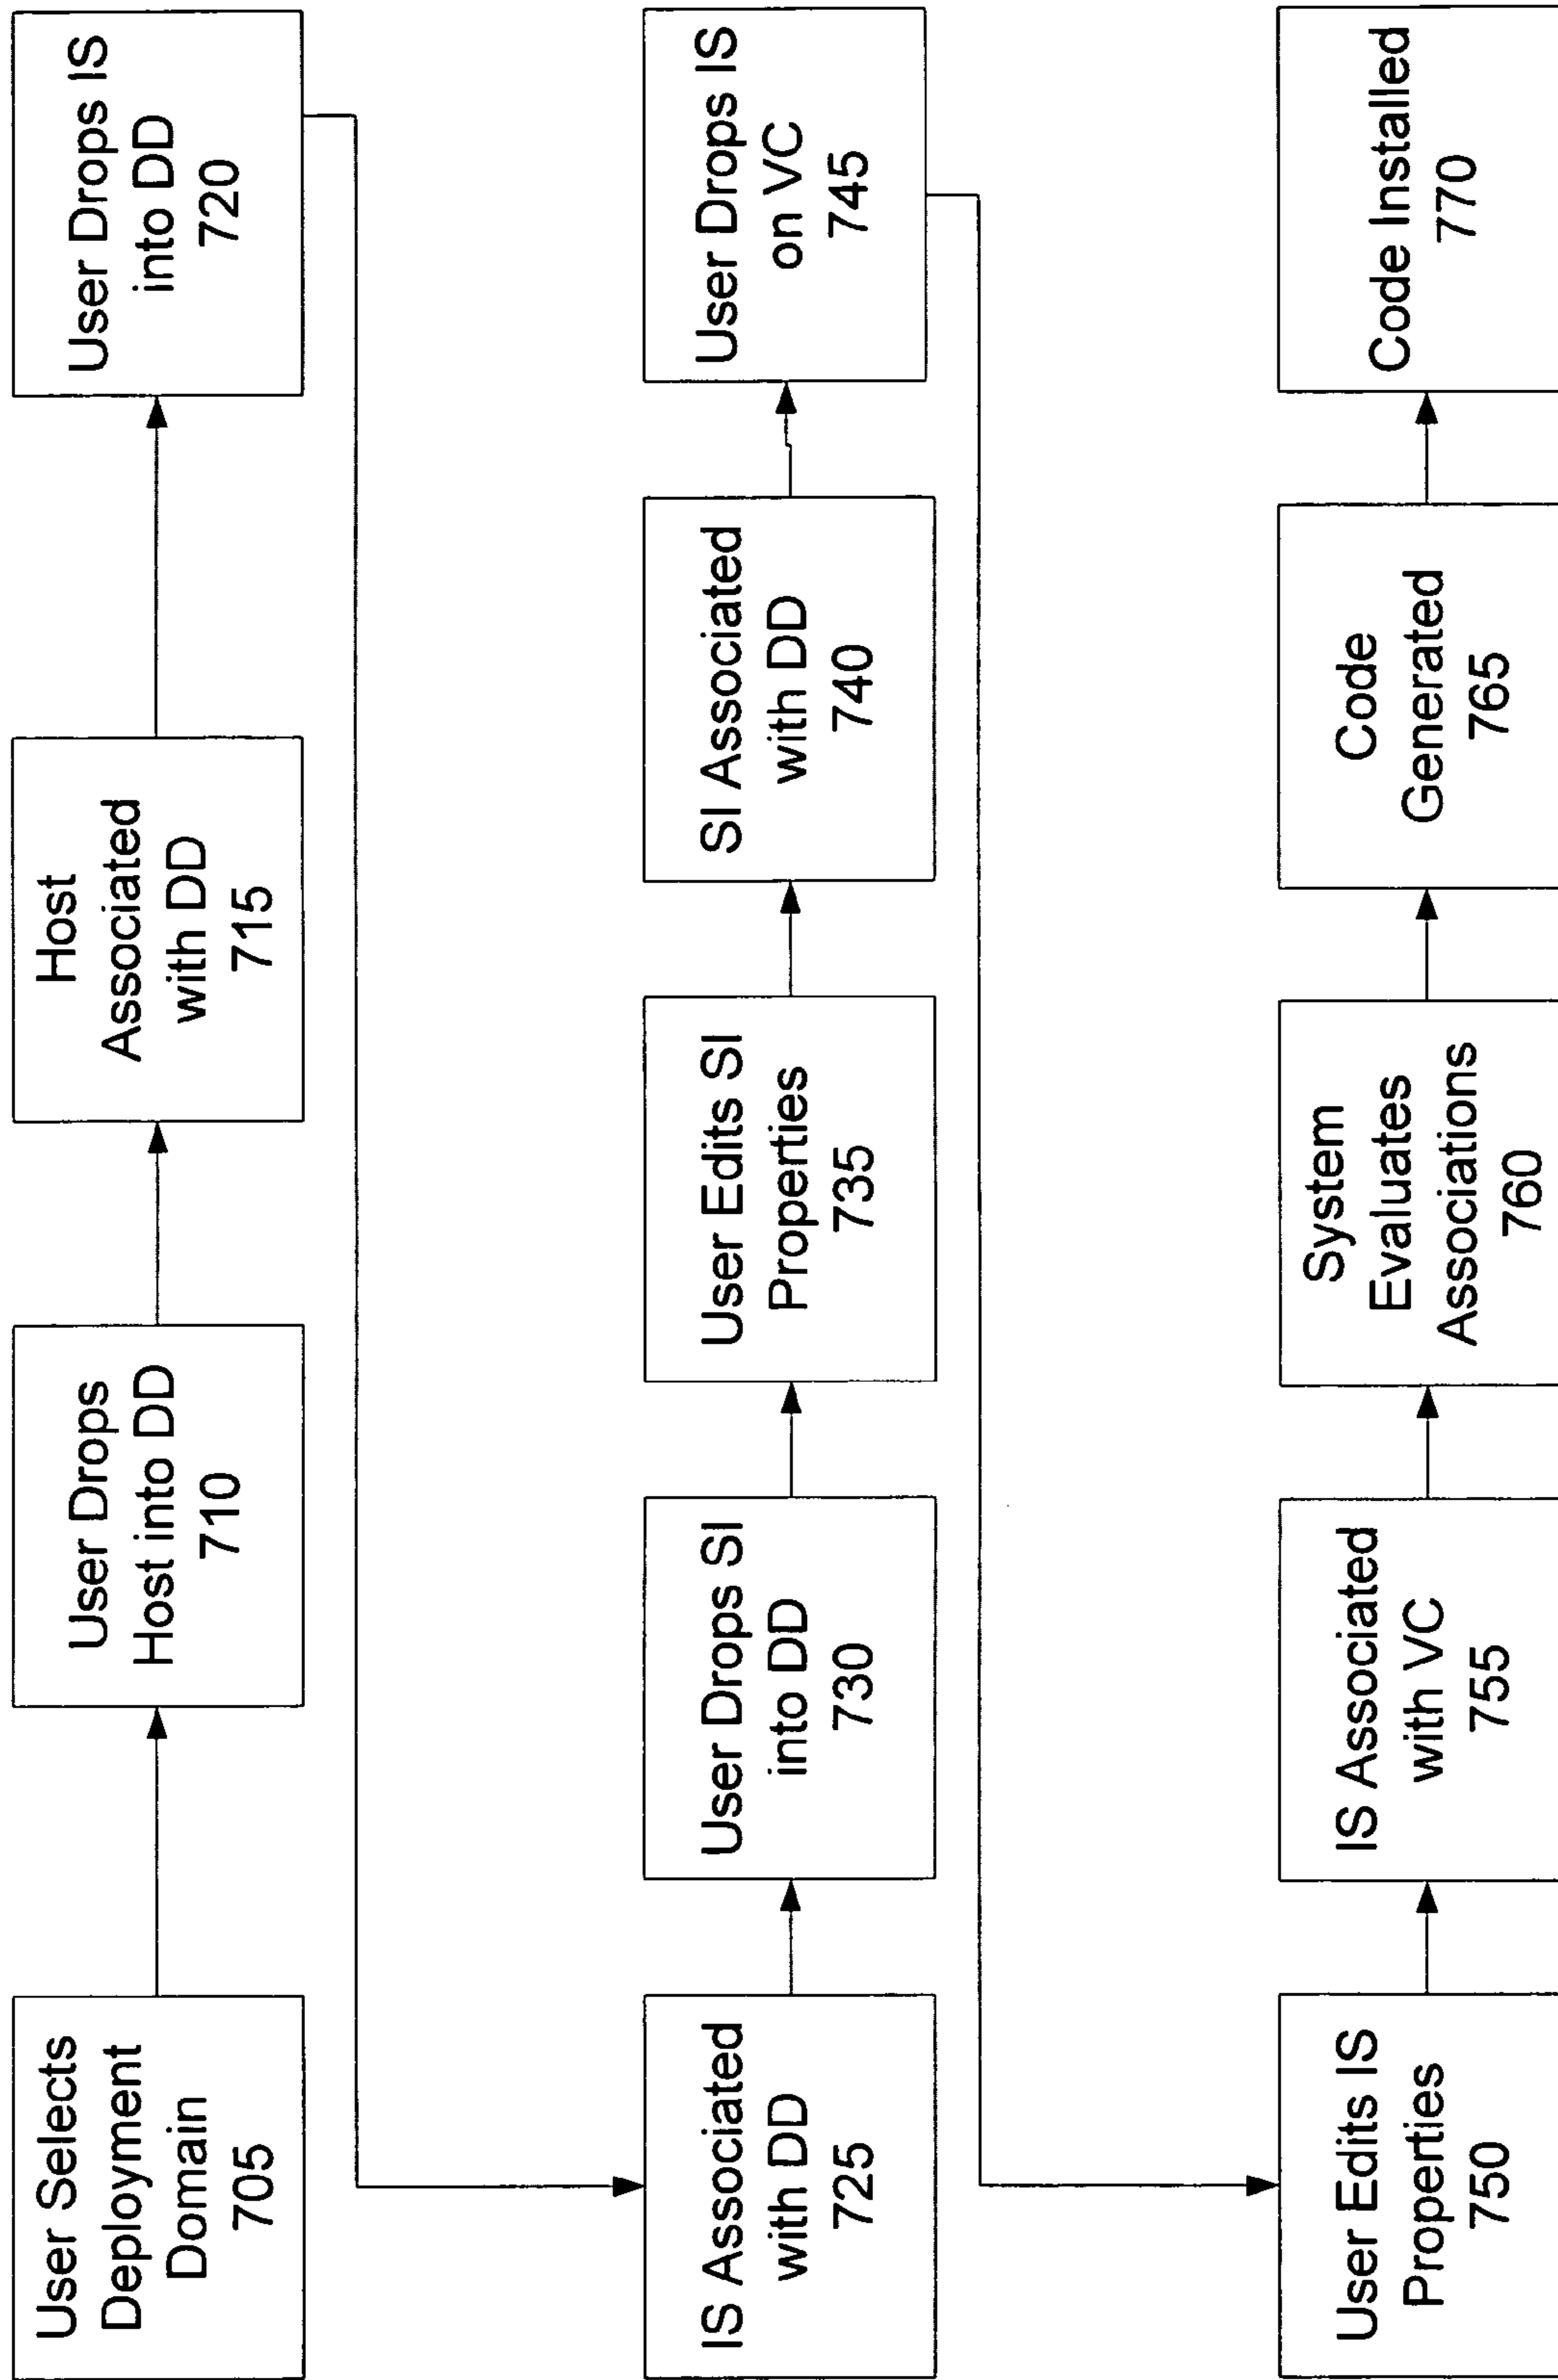 User Selects
Deployment
Domain
705
User Drops
Host into DD
710
Host
Associated
with DD
715
User Drops IS
into DD
720
IS Associated
with DD
725
User Drops SI
into DD
730
User Edits SI
Properties
735
SI Associated
with DD
740
User Drops IS
on VC
745
User Edits IS
Properties
750
IS Associated
with VC
755
System
Evaluates
Associations
760
Code
Generated
765
Code Installed
770